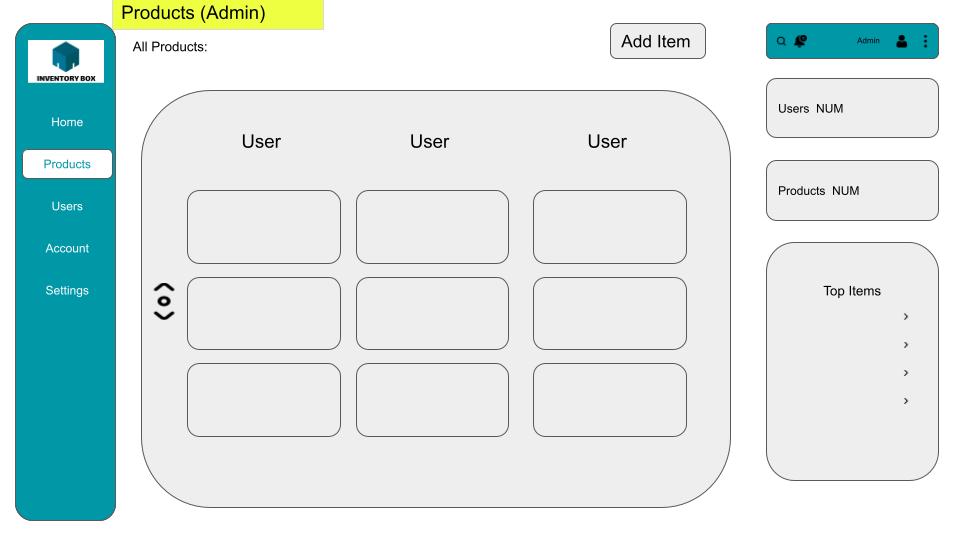 Products (Admin)
All Products:
Add Item
Admin
INVENTORY BOX
Home
Products
Users
Account
Settings
User User User
Users NUM
Products NUM
Top Items